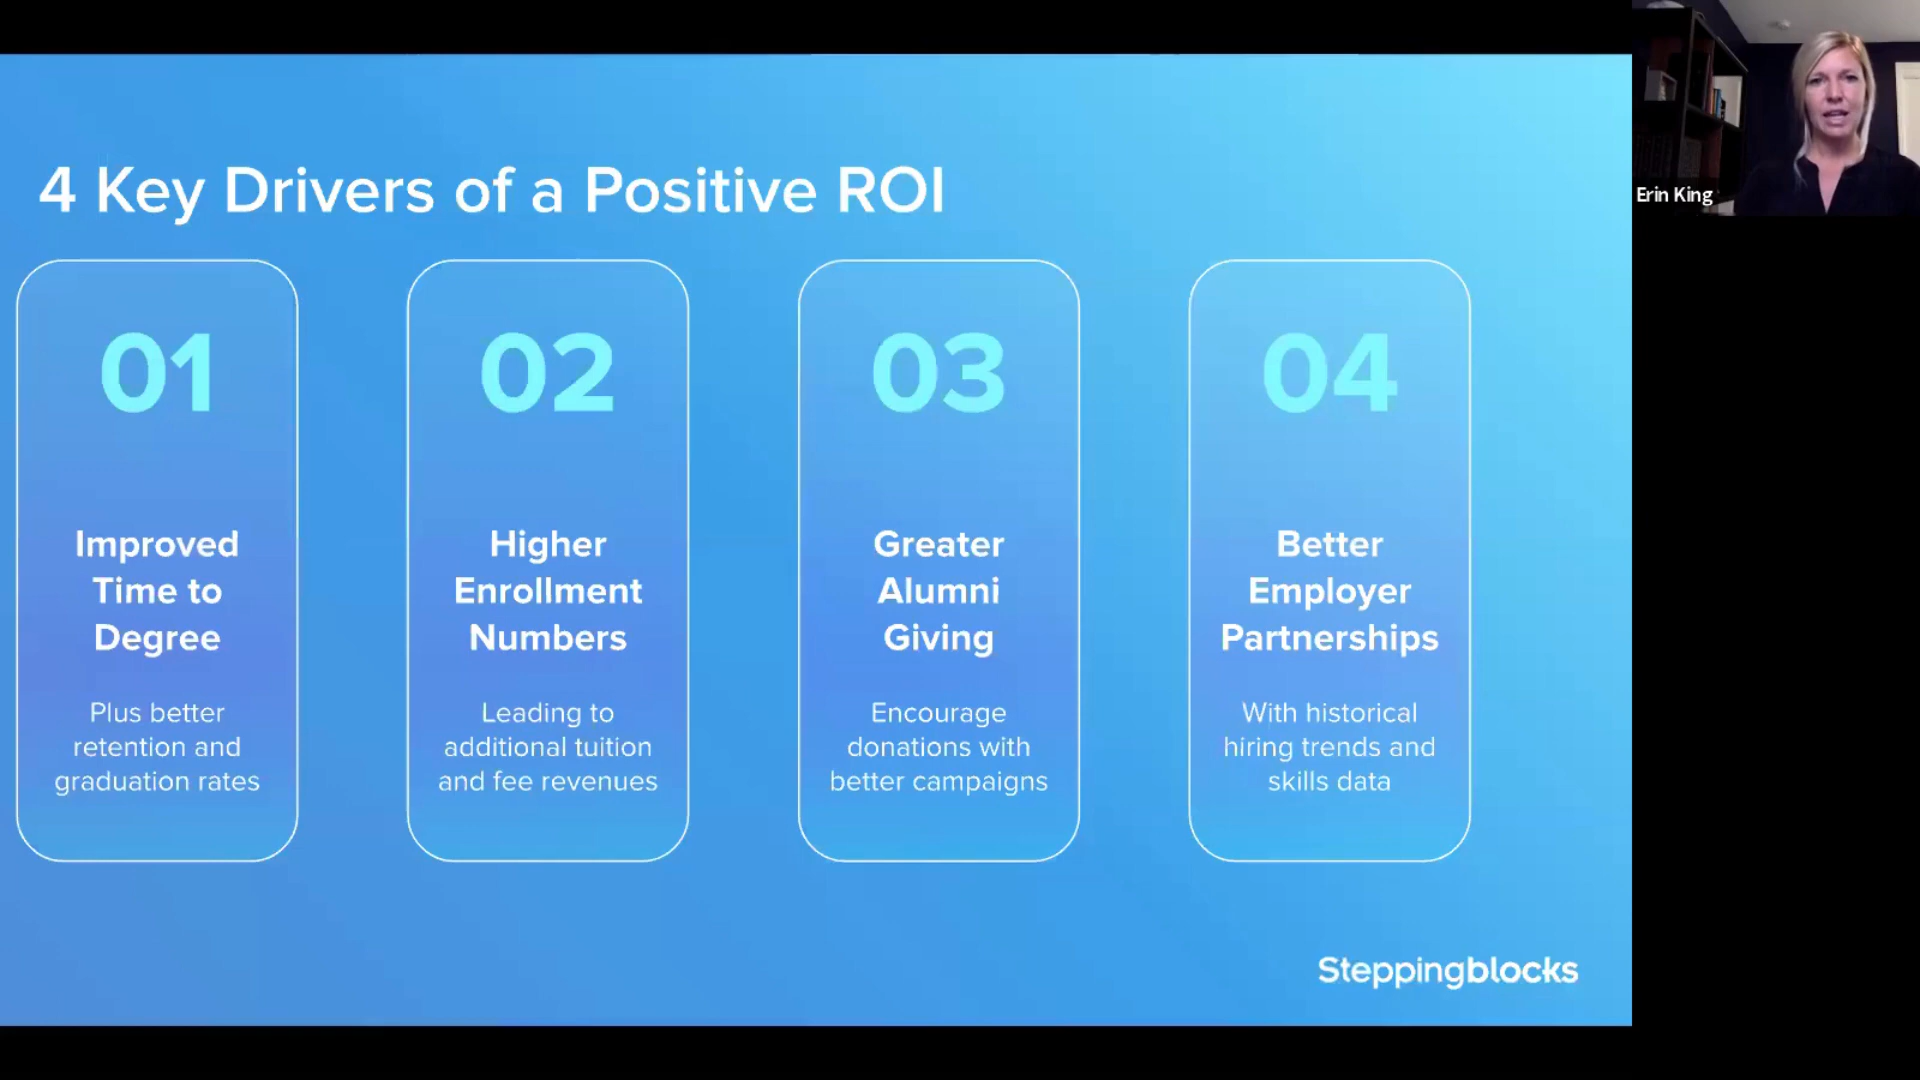 4 Key Drivers of a Positive ROI
01
Improved
Time to
Degree
Plus better
retention and
graduation rates
02
Higher
Enrollment
Numbers
Leading to
additional tuition
and fee revenues
03
Greater
Alumni
Giving
Encourage
donations with
better campaigns
04
Better
Employer
Partnerships
With historical
hiring trends and
skills data
Steppingblocks
Erin King